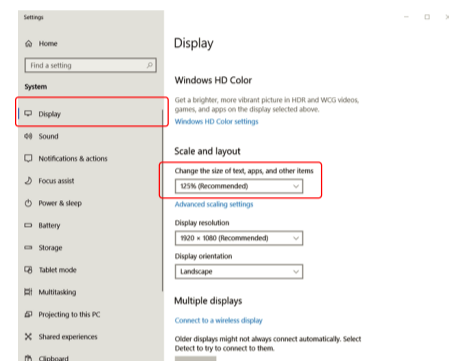 Settings
Home
Find a setting
System
Display
Sound
Notifications & actions
Focus assist
Power & sleep
Battery
Storage
Tablet mode
Multitasking
Projecting to this PC
Shared experiences
Clipboard
Display
Windows HD Color
Get a brighter, more vibrant picture in HDR and WCG videos,
games, and apps on the display selected above.
Windows HD Color settings
Scale and layout
Change the size of text, apps, and other items
125% (Recommended)
Advanced scaling settings
Display resolution
1920 × 1080 (Recommended)
Display orientation
Landscape
Multiple displays
Connect to a wireless display
Older displays might not always connect automatically. Select
Detect to try to connect to them.